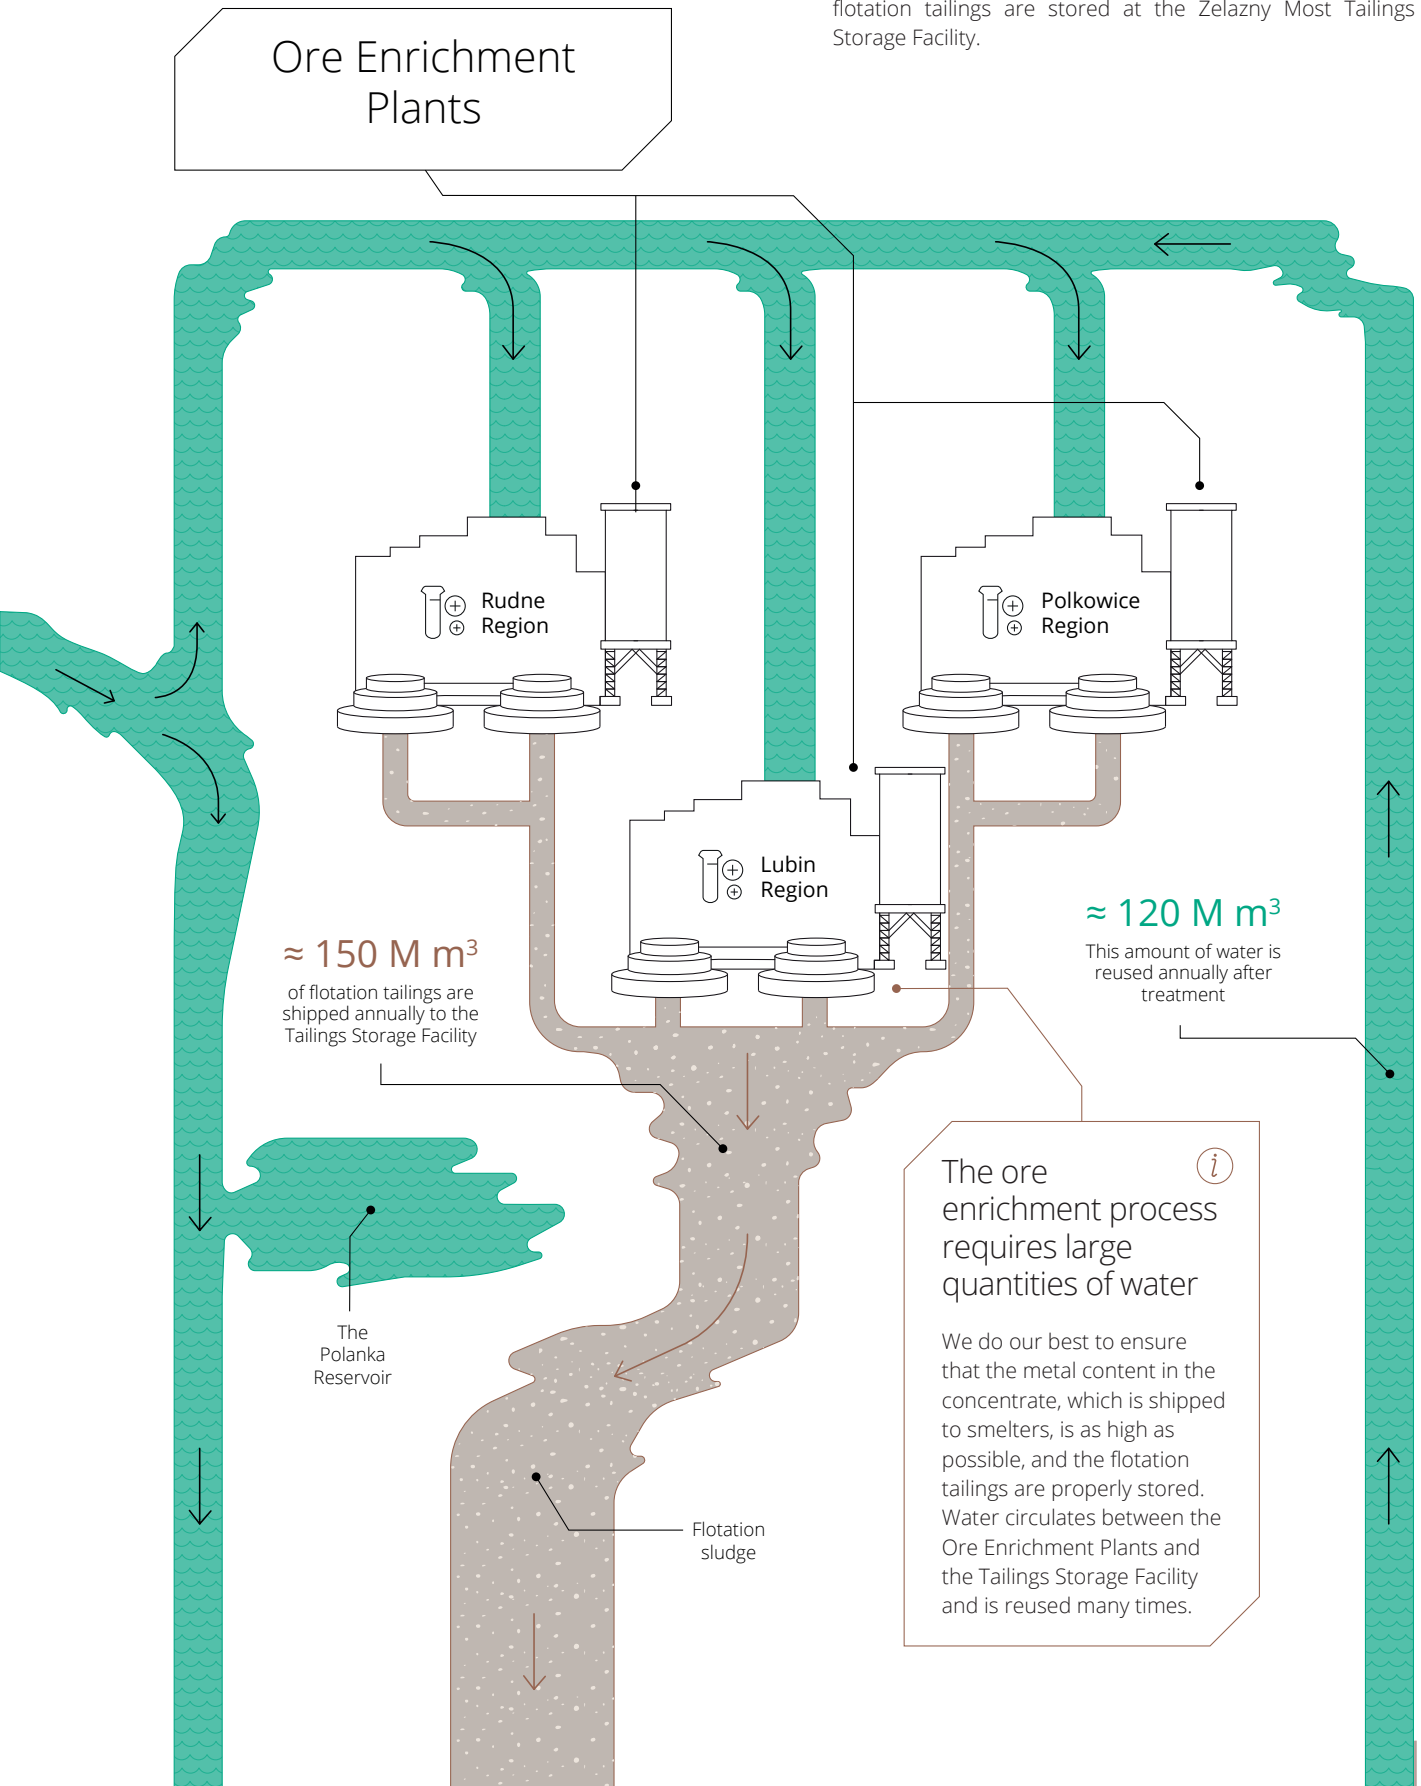 flotation tailings are stored at the Zelazny Most Tailings
Storage Facility.
Ore Enrichment
Plants
Rudne
Region
Polkowice
Region
Lubin
Region
≈ 150 M m³
of flotation tailings are
shipped annually to the
Tailings Storage Facility
≈ 120 M m³
This amount of water is
reused annually after
treatment
The
Polanka
Reservoir
Flotation
sludge
i
The ore
enrichment process
requires large
quantities of water
We do our best to ensure
that the metal content in the
concentrate, which is shipped
to smelters, is as high as
possible, and the flotation
tailings are properly stored.
Water circulates between the
Ore Enrichment Plants and
the Tailings Storage Facility
and is reused many times.